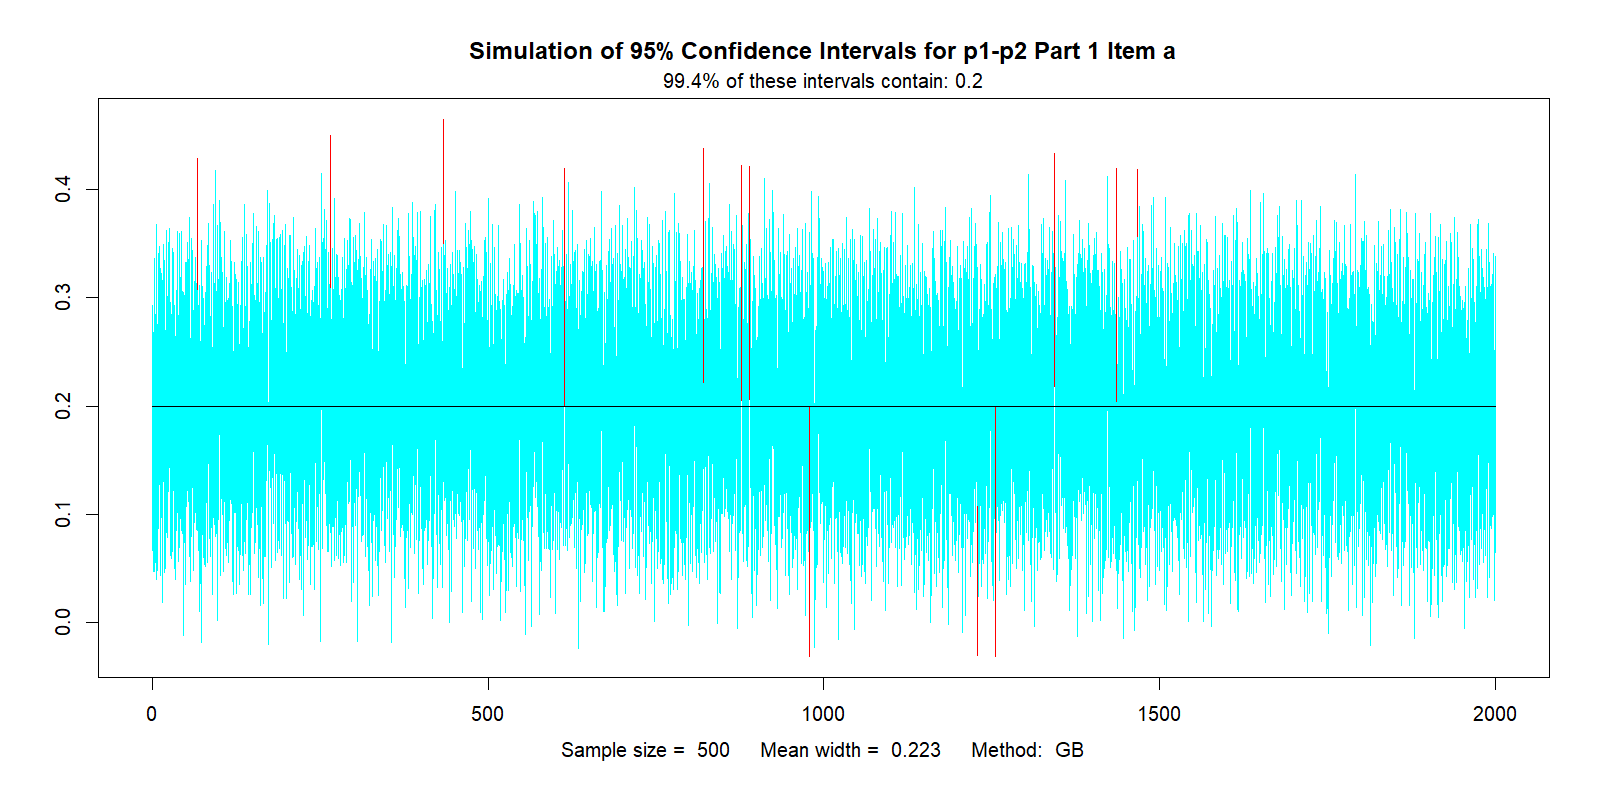 Simulation of 95% Confidence Intervals for p1-p2 Part 1 Item a
99.4% of these intervals contain: 0.2
0.4
0.3
0.2
0.1
0.0
0 500 1000 1500 2000
Sample size = 500 Mean width = 0.223 Method: GB